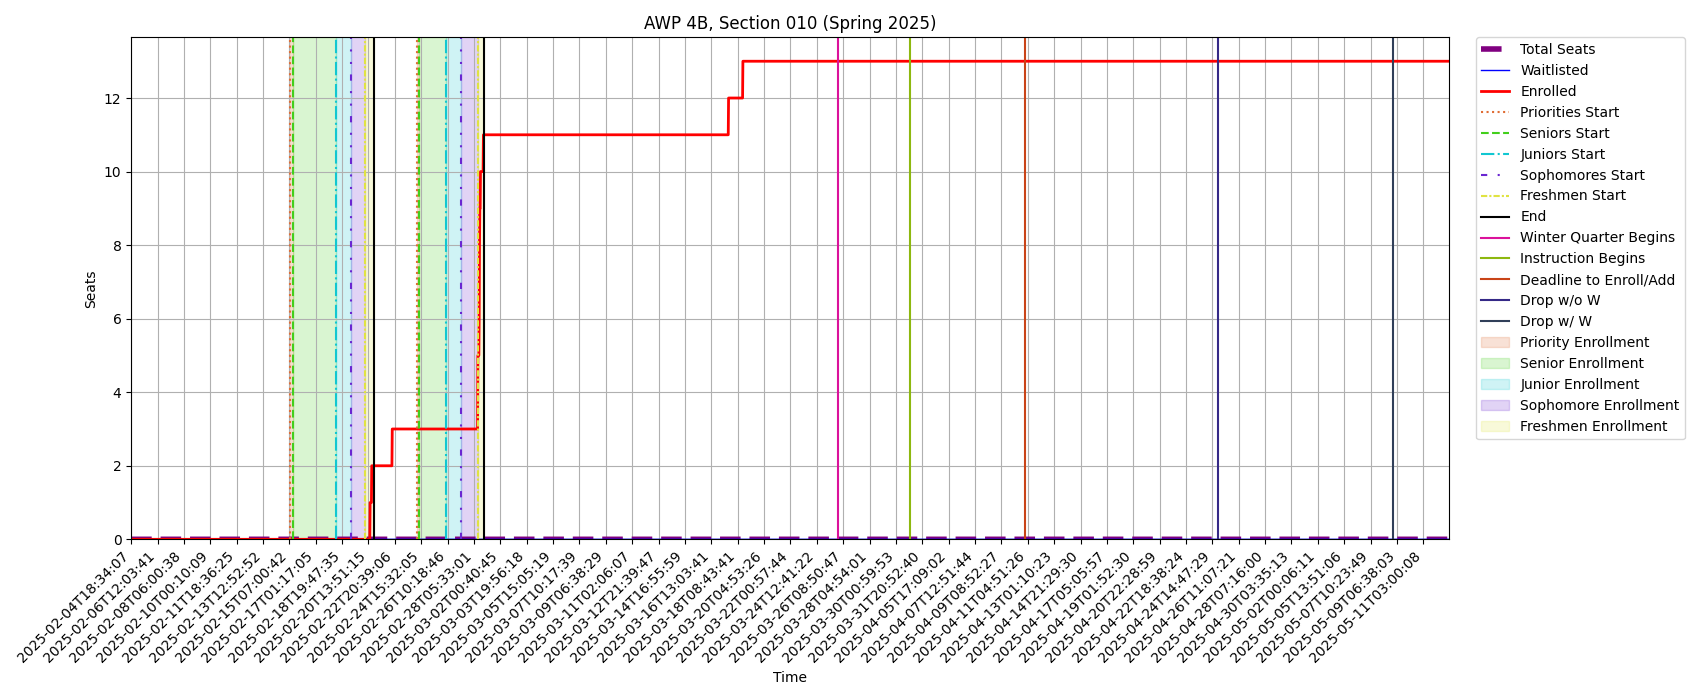 AWP 4B, Section 010 (Spring 2025)
Seats
12
10
8
6
4
2
0
2025-02-04T18:34:07
2025-02-06T12:03:41
2025-02-08T06:00:38
2025-02-10T00:10:09
2025-02-11T18:36:25
2025-02-13T12:52:52
2025-02-15T07:00:42
2025-02-17T01:17:05
2025-02-18T19:47:35
2025-02-20T13:51:15
2025-02-22T20:39:06
2025-02-24T15:32:05
2025-02-26T10:18:46
2025-02-28T05:33:01
2025-03-02T00:40:45
2025-03-03T19:56:18
2025-03-05T15:05:19
2025-03-07T10:17:39
2025-03-09T06:38:29
2025-03-11T02:06:07
2025-03-12T21:39:47
2025-03-14T16:55:59
2025-03-16T13:03:41
2025-03-18T08:43:41
2025-03-20T04:53:26
2025-03-22T00:57:44
2025-03-24T12:41:22
2025-03-26T08:50:47
2025-03-28T04:54:01
2025-03-30T00:59:53
2025-03-31T20:52:40
2025-04-05T17:09:02
2025-04-07T12:51:44
2025-04-09T08:52:27
2025-04-11T04:51:26
2025-04-13T01:10:23
2025-04-14T21:29:30
2025-04-17T05:05:57
2025-04-19T01:52:30
2025-04-20T22:28:59
2025-04-22T18:38:24
2025-04-24T14:47:29
2025-04-26T11:07:21
2025-04-28T07:16:00
2025-04-30T03:35:13
2025-05-02T00:06:11
2025-05-05T13:51:06
2025-05-07T10:23:49
2025-05-09T06:38:03
2025-05-11T03:00:08
Time
Total Seats
Waitlisted
Enrolled
Priorities Start
Seniors Start
Juniors Start
Sophomores Start
Freshmen Start
End
Winter Quarter Begins
Instruction Begins
Deadline to Enroll/Add
Drop w/o W
Drop w/ W
Priority Enrollment
Senior Enrollment
Junior Enrollment
Sophomore Enrollment
Freshmen Enrollment